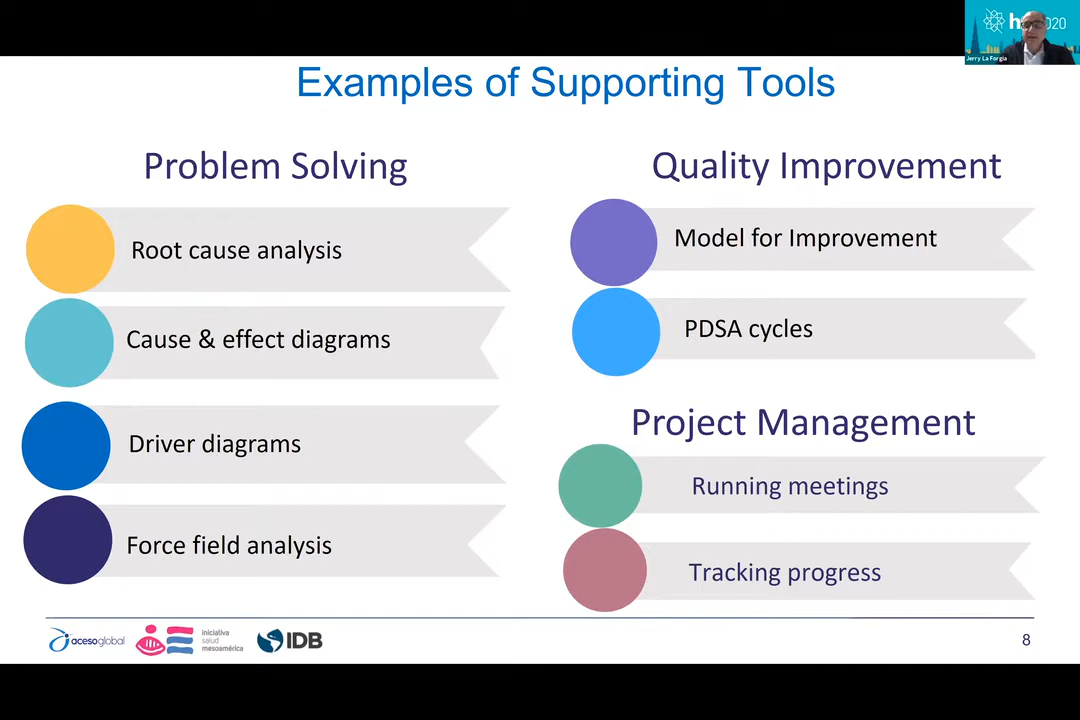 2020
Jerry La Forgia
Examples of Supporting Tools
Problem Solving
Root cause analysis
Cause & effect diagrams
Driver diagrams
Force field analysis
Quality Improvement
Model for Improvement
PDSA cycles
Project Management
Running meetings
Tracking progress
acesoglobal
iniciativa
salud
mesoamérica
IDB
8